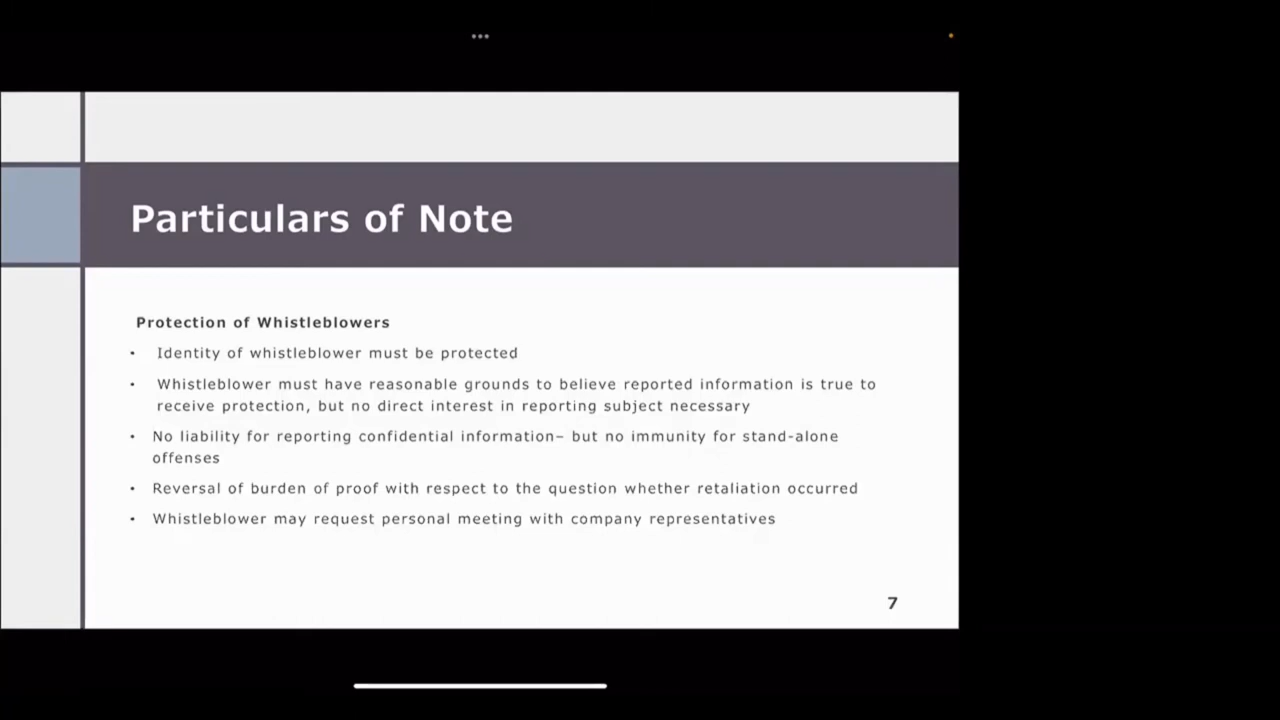 Particulars of Note
Protection of Whistleblowers
• Identity of whistleblower must be protected
• Whistleblower must have reasonable grounds to believe reported information is true to
receive protection, but no direct interest in reporting subject necessary
• No liability for reporting confidential information– but no immunity for stand-alone
offenses
• Reversal of burden of proof with respect to the question whether retaliation occurred
• Whistleblower may request personal meeting with company representatives
7